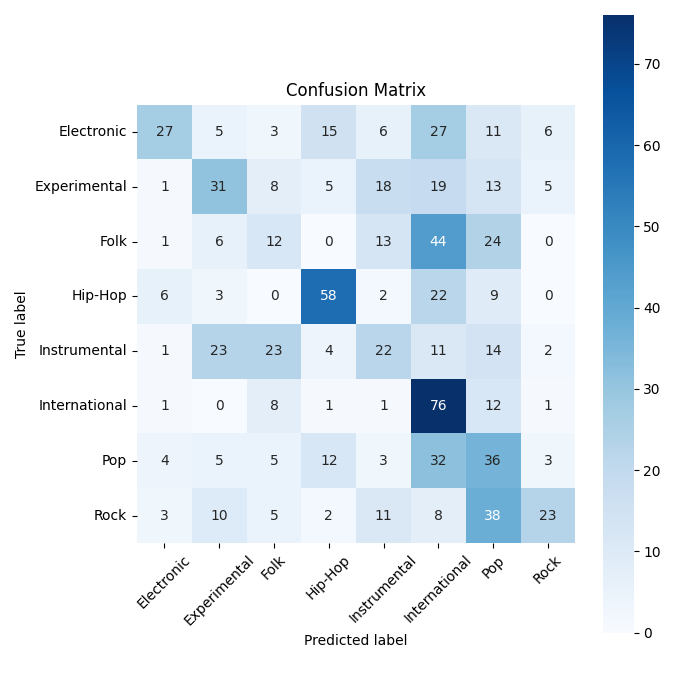 Confusion Matrix
True label
Electronic 27 5 3 15 6 27 11 6
Experimental 1 31 8 5 18 19 13 5
Folk 1 6 12 0 13 44 24 0
Hip-Hop 6 3 0 58 2 22 9 0
Instrumental 1 23 23 4 22 11 14 2
International 1 0 8 1 1 76 12 1
Pop 4 5 5 12 3 32 36 3
Rock 3 10 5 2 11 8 38 23
Electronic Experimental Folk Hip-Hop Instrumental International Pop Rock
Predicted label
70
60
50
40
30
20
10
0